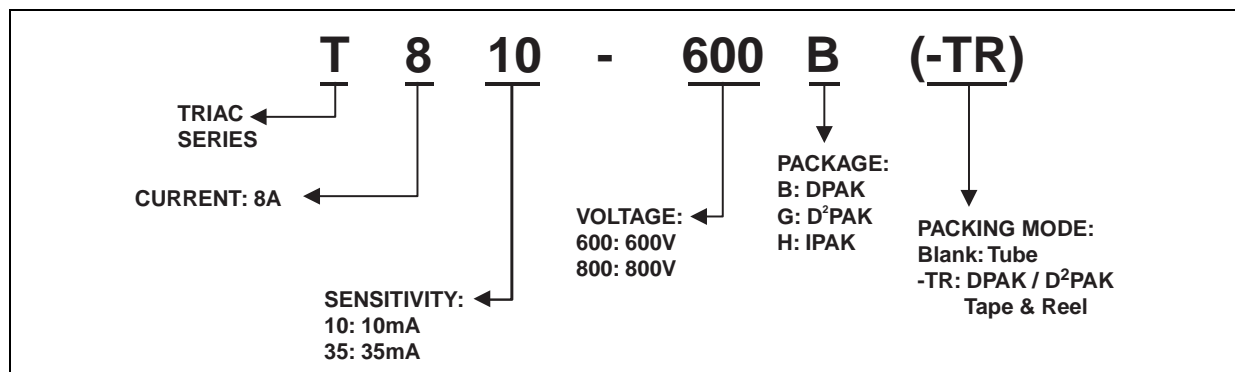 T 8 10 - 600 B (-TR)
TRIAC
SERIES
CURRENT: 8A
SENSITIVITY:
10: 10mA
35: 35mA
VOLTAGE:
600: 600V
800: 800V
PACKAGE:
B: DPAK
G: D²PAK
H: IPAK
PACKING MODE:
Blank: Tube
-TR: DPAK / D²PAK
Tape & Reel